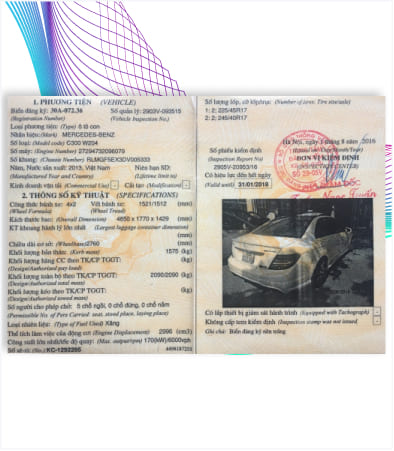 1. PHƯƠNG TIỆN (VEHICLE)
Biển đăng ký: 30A-072.36 Số quản lý: 2903V-093515
(Registration Number) (Vehicle Inspection No.)
Loại phương tiện: (Type) ô tô con
Nhãn hiệu: (Mark) MERCEDES-BENZ
Số loại: (Model code) C300 W204
Số máy: (Engine Number) 27294732096070
Số khung: (Chassis Number) RLMGF5EX3DV005333
Năm, Nước sản xuất: 2013, Việt Nam Niên hạn SD:
(Manufactured Year and Country) (Lifetime limit to)
Kinh doanh vận tải (Commercial Use) - Cải tạo (Modification) -
2. THÔNG SỐ KỸ THUẬT (SPECIFICATIONS)
Công thức bánh xe: 4x2 Vết bánh xe: 1521/1512 (mm)
(Wheel Formula) (Wheel Tread)
Kích thước bao: (Overall Dimension) 4650 x 1770 x 1429 (mm)
KT khoang hành lý lớn nhất (Largest luggage container dimension)
(mm)
Chiều dài cơ sở: (Wheelbase) 2760 (mm)
Khối lượng bản thân: (Kerb mass) 1575 (kg)
Khối lượng hàng CC theo TK/CP TGGT: (kg)
(Design/Authorized pay load)
Khối lượng toàn bộ theo TK/CP TGGT: 2090/2090 (kg)
(Design/Authorized total mass)
Khối lượng kéo theo TK/CP TGGT: (kg)
(Design/Authorized towed mass)
Số người cho phép chở: 5 chỗ ngồi, 0 chỗ đứng, 0 chỗ nằm
(Permissible No. of Pers Carried: seat, stood place, laying place)
Loại nhiên liệu: (Type of Fuel Used) Xăng
Thể tích làm việc của động cơ: (Engine Displacement) 2996 (cm3)
Công suất lớn nhất/tốc độ quay: (Max. output/rpm) 170(kW)/6000vph
Số sê-ri: (No.) KC-1292265
Số lượng lốp, cỡ lốp/trục: (Number of tires; Tire size/axle)
1: 2; 225/45R17
2: 2; 245/40R17
Hà Nội, ngày 1 8 năm 2016
Số phiếu kiểm định
(Inspection Report No)
2905V-20953/16
ĐƠN VỊ KIỂM ĐỊNH
Có hiệu lực đến hết ngày
(Valid until) 31/01/2018
Có lắp thiết bị giám sát hành trình (Equipped with Tachograph) -
Không cấp tem kiểm định (Inspection stamp was not issued) -
Ghi chú: Biển đăng ký nền trắng